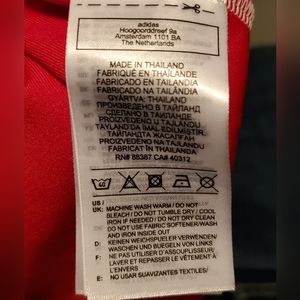 adidas
Hoogoorddreef 9a
Amsterdam 1101 BA
The Netherlands
MADE IN THAILAND
FABRIQUÉ EN THAÏLANDE
FABRICADO EN TAILANDIA
FABRICADO NA TAILÂNDIA
GYÁRTVA: THAIFÖLD
ПРОИЗВЕДЕНО В ТАИЛАНД
СДЕЛАНО В ТАИЛАНДЕ
TAYLAND'DA İMAL EDİLMİŞTİR
PROIZVEDENO NA TAJLANDU
ТАЙЛАНДТА ЖАСАЛҒАН
PROIZVEDENO NA TAJLANDU
FABRICAT ÎN THAILANDA
RN# 88387 CA# 40312
40
US:
UK: MACHINE WASH WARM / DO NOT
BLEACH / DO NOT TUMBLE DRY / COOL
IRON IF NEEDED / DO NOT DRY CLEAN
DO NOT USE FABRIC SOFTENER/WASH
AND IRON INSIDE OUT
D: KEINEN WEICHSPUELER VERWENDEN/
WASCHEN UND BUEGELN VON LINKS
F: NE PAS UTILISER D'ASSOUPLISSANT/
LAVER ET REPASSER LE VÊTEMENT À
L'ENVERS
E: NO USAR SUAVIZANTES TEXTILES/